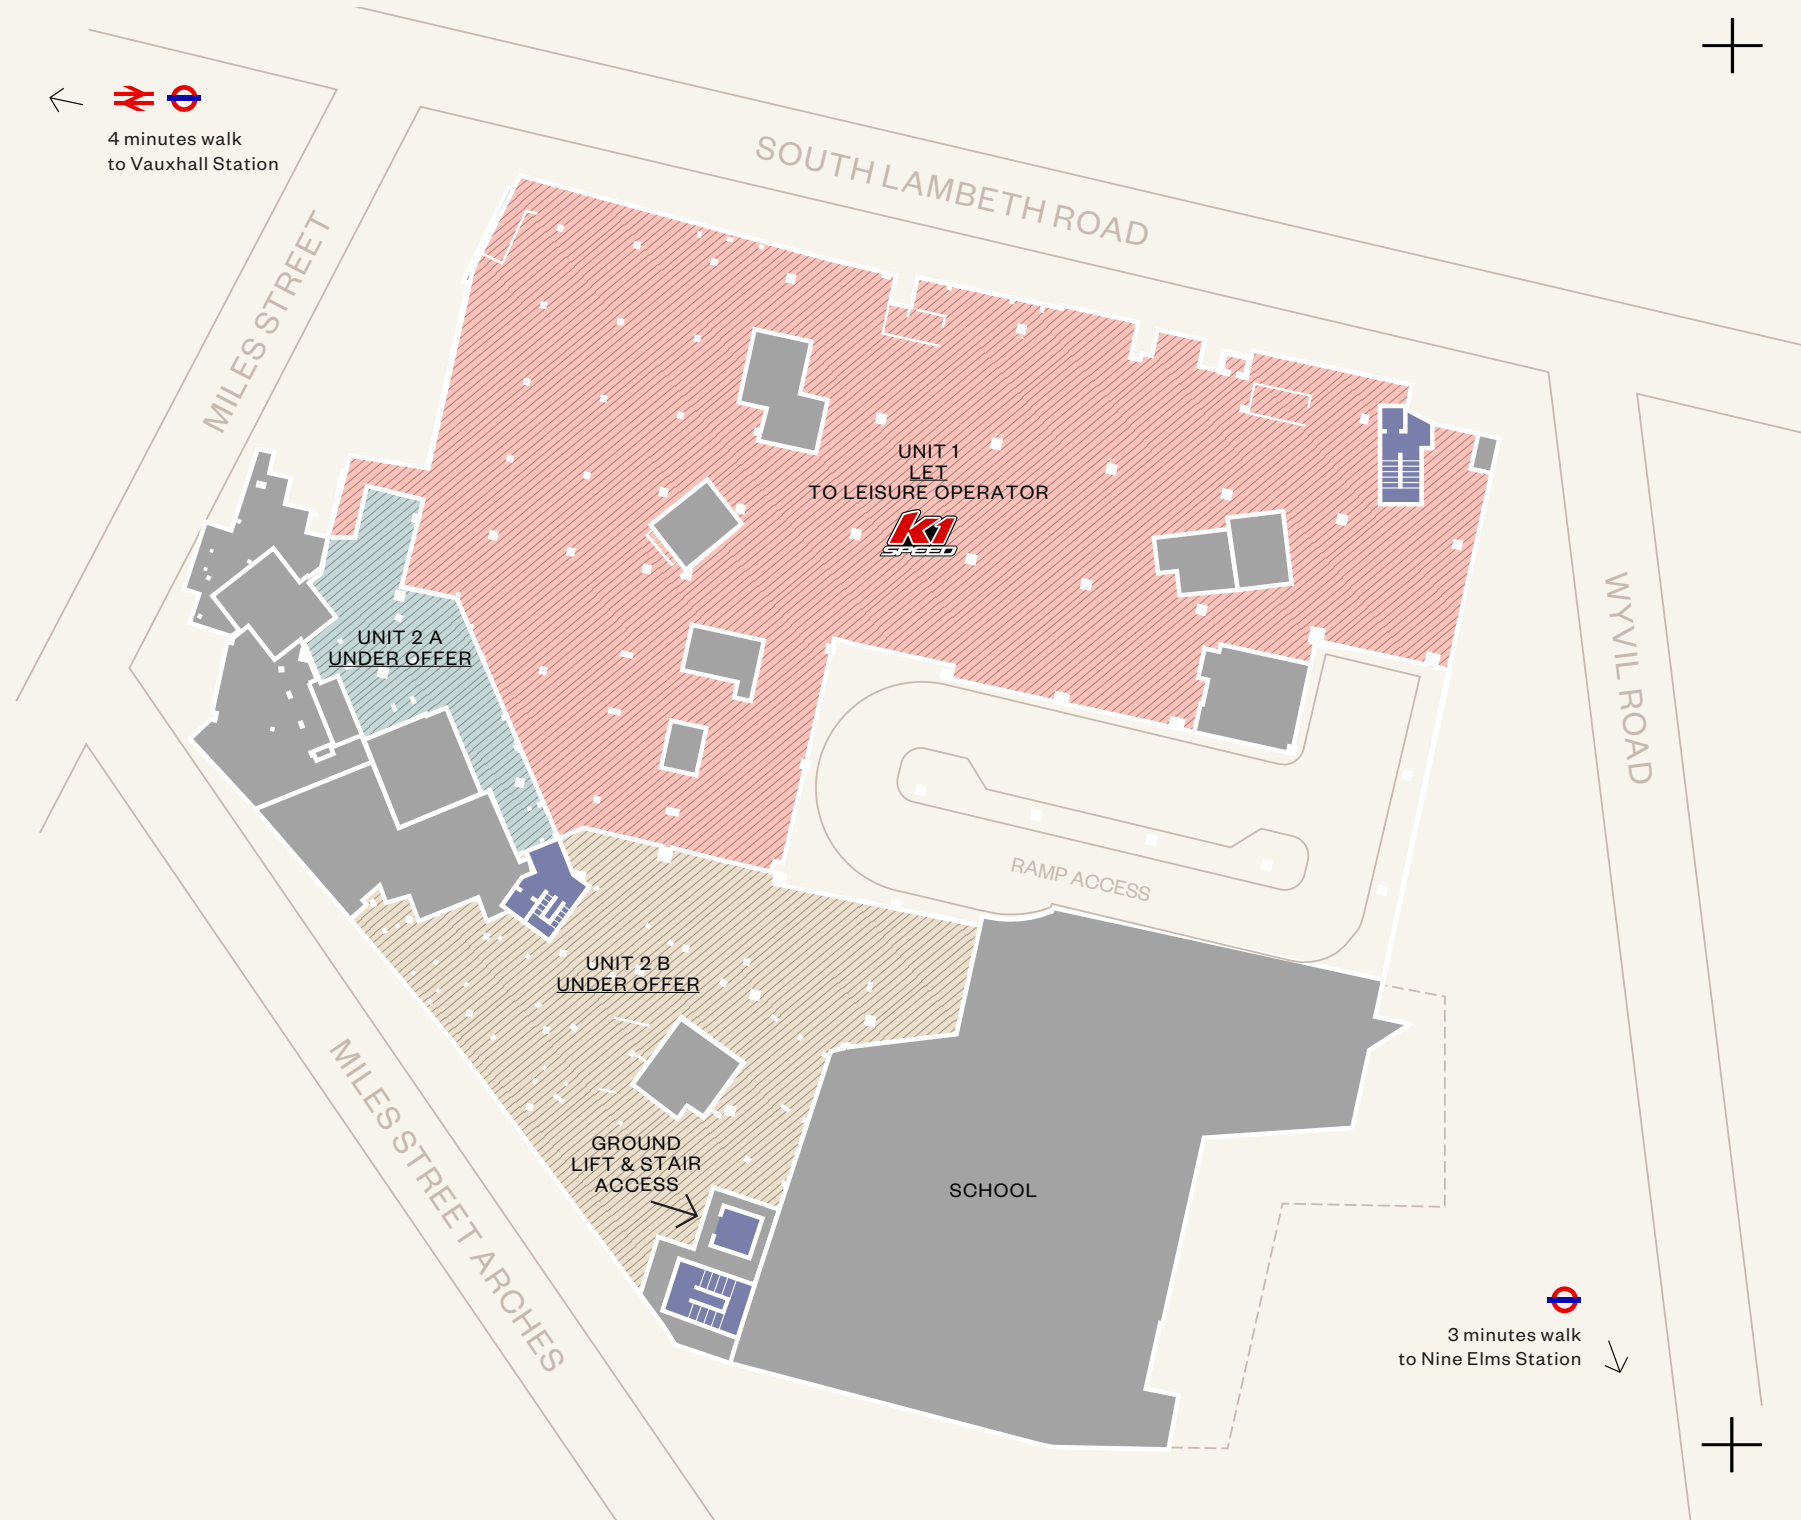 4 minutes walk
to Vauxhall Station
SOUTH LAMBETH ROAD
MILES STREET
UNIT 1
LET
TO LEISURE OPERATOR
K1
SPEED
WYVIL ROAD
UNIT 2 A
UNDER OFFER
RAMP ACCESS
UNIT 2 B
UNDER OFFER
MILES STREET ARCHES
GROUND
LIFT & STAIR
ACCESS
SCHOOL
3 minutes walk
to Nine Elms Station